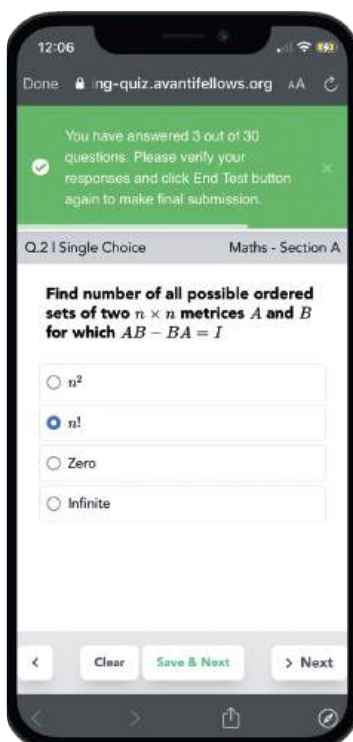 12:06
Done ing-quiz.avantifellows.org AA
You have answered 3 out of 30
questions. Please verify your
responses and click End Test button
again to make final submission.
Q.2 | Single Choice Maths - Section A
Find number of all possible ordered
sets of two n × n metrices A and B
for which AB − BA = I
n²
n!
Zero
Infinite
< Clear Save & Next > Next